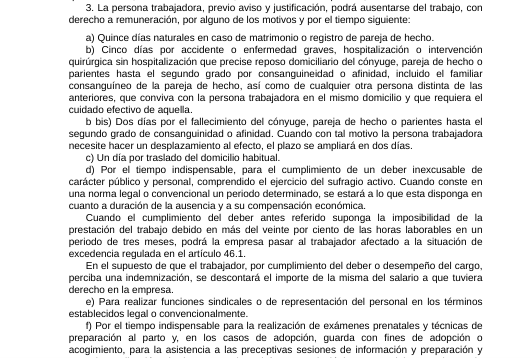 3. La persona trabajadora, previo aviso y justificación, podrá ausentarse del trabajo, con
derecho a remuneración, por alguno de los motivos y por el tiempo siguiente:
a) Quince días naturales en caso de matrimonio o registro de pareja de hecho.
b) Cinco días por accidente o enfermedad graves, hospitalización o intervención
quirúrgica sin hospitalización que precise reposo domiciliario del cónyuge, pareja de hecho o
parientes hasta el segundo grado por consanguineidad o afinidad, incluido el familiar
consanguíneo de la pareja de hecho, así como de cualquier otra persona distinta de las
anteriores, que conviva con la persona trabajadora en el mismo domicilio y que requiera el
cuidado efectivo de aquella.
b bis) Dos días por el fallecimiento del cónyuge, pareja de hecho o parientes hasta el
segundo grado de consanguinidad o afinidad. Cuando con tal motivo la persona trabajadora
necesite hacer un desplazamiento al efecto, el plazo se ampliará en dos días.
c) Un día por traslado del domicilio habitual.
d) Por el tiempo indispensable, para el cumplimiento de un deber inexcusable de
carácter público y personal, comprendido el ejercicio del sufragio activo. Cuando conste en
una norma legal o convencional un periodo determinado, se estará a lo que esta disponga en
cuanto a duración de la ausencia y a su compensación económica.
Cuando el cumplimiento del deber antes referido suponga la imposibilidad de la
prestación del trabajo debido en más del veinte por ciento de las horas laborables en un
periodo de tres meses, podrá la empresa pasar al trabajador afectado a la situación de
excedencia regulada en el artículo 46.1.
En el supuesto de que el trabajador, por cumplimiento del deber o desempeño del cargo,
perciba una indemnización, se descontará el importe de la misma del salario a que tuviera
derecho en la empresa.
e) Para realizar funciones sindicales o de representación del personal en los términos
establecidos legal o convencionalmente.
f) Por el tiempo indispensable para la realización de exámenes prenatales y técnicas de
preparación al parto y, en los casos de adopción, guarda con fines de adopción o
acogimiento, para la asistencia a las preceptivas sesiones de información y preparación y